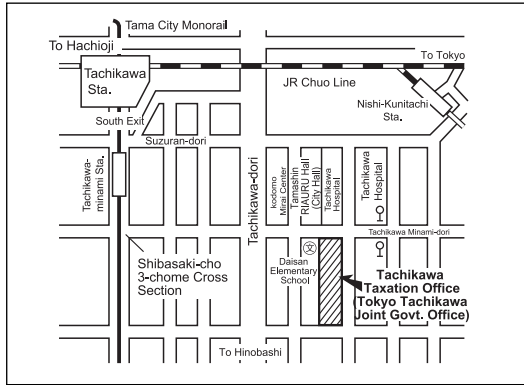 Tama City Monorail
To Hachioji
To Tokyo
Tachikawa
Sta.
JR Chuo Line
Nishi-Kunitachi
Sta.
South Exit
Suzuran-dori
Tachikawa-
minami Sta.
Tachikawa-dori
kodomo
Mirai Center
Tamashin
RIAURU Hall
(City Hall)
Tachikawa
Hospital
Tachikawa
Hospital
Tachikawa Minami-dori
文
Daisan
Elementary
School
Shibasaki-cho
3-chome Cross
Section
Tachikawa
Taxation Office
(Tokyo Tachikawa
Joint Govt. Office)
To Hinobashi